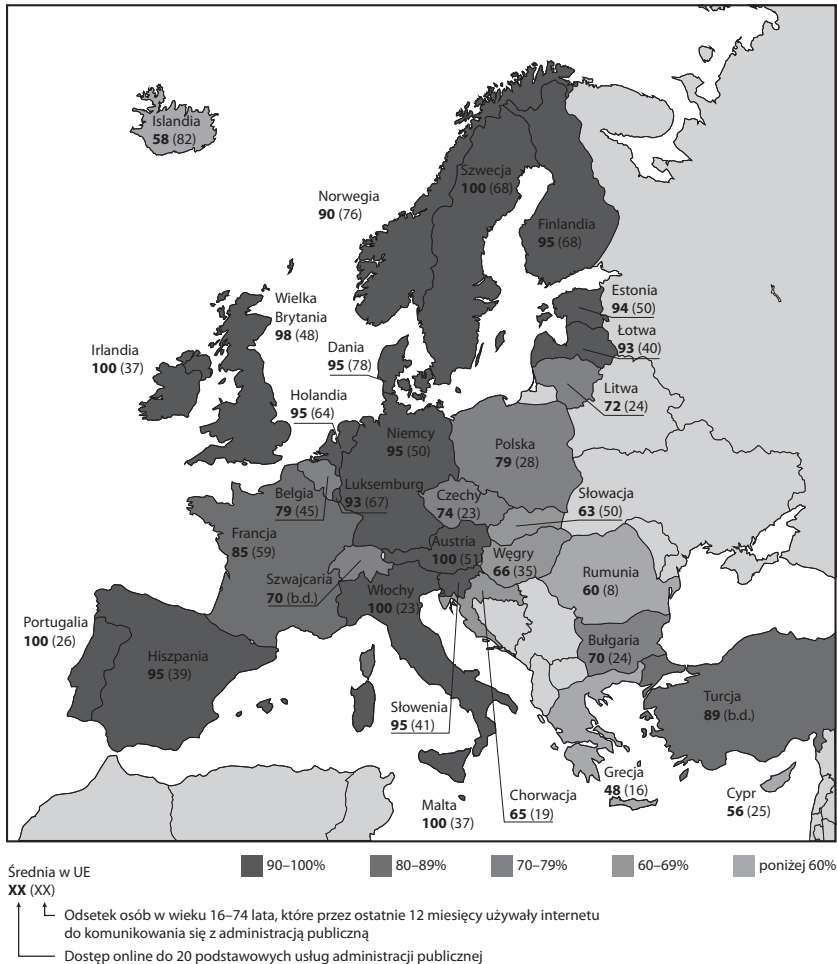 Islandia
58 (82)
Norwegia
90 (76)
Szwecja
100 (68)
Finlandia
95 (68)
Estonia
94 (50)
Łotwa
93 (40)
Litwa
72 (24)
Wielka
Brytania
98 (48)
Irlandia
100 (37)
Dania
95 (78)
Holandia
95 (64)
Niemcy
95 (50)
Polska
79 (28)
Belgia
79 (45)
Luksemburg
93 (67)
Czechy
74 (23)
Słowacja
63 (50)
Francja
85 (59)
Austria
100 (51)
Węgry
66 (35)
Szwajcaria
70 (b.d.)
Włochy
100 (23)
Rumunia
60 (8)
Portugalia
100 (26)
Hiszpania
95 (39)
Bułgaria
70 (24)
Słowenia
95 (41)
Turcja
89 (b.d.)
Malta
100 (37)
Chorwacja
65 (19)
Grecja
48 (16)
Cypr
56 (25)
Średnia w UE
XX (XX)
90–100%
80–89%
70–79%
60–69%
poniżej 60%
Odsetek osób w wieku 16–74 lata, które przez ostatnie 12 miesięcy używały internetu
do komunikowania się z administracją publiczną
Dostęp online do 20 podstawowych usług administracji publicznej